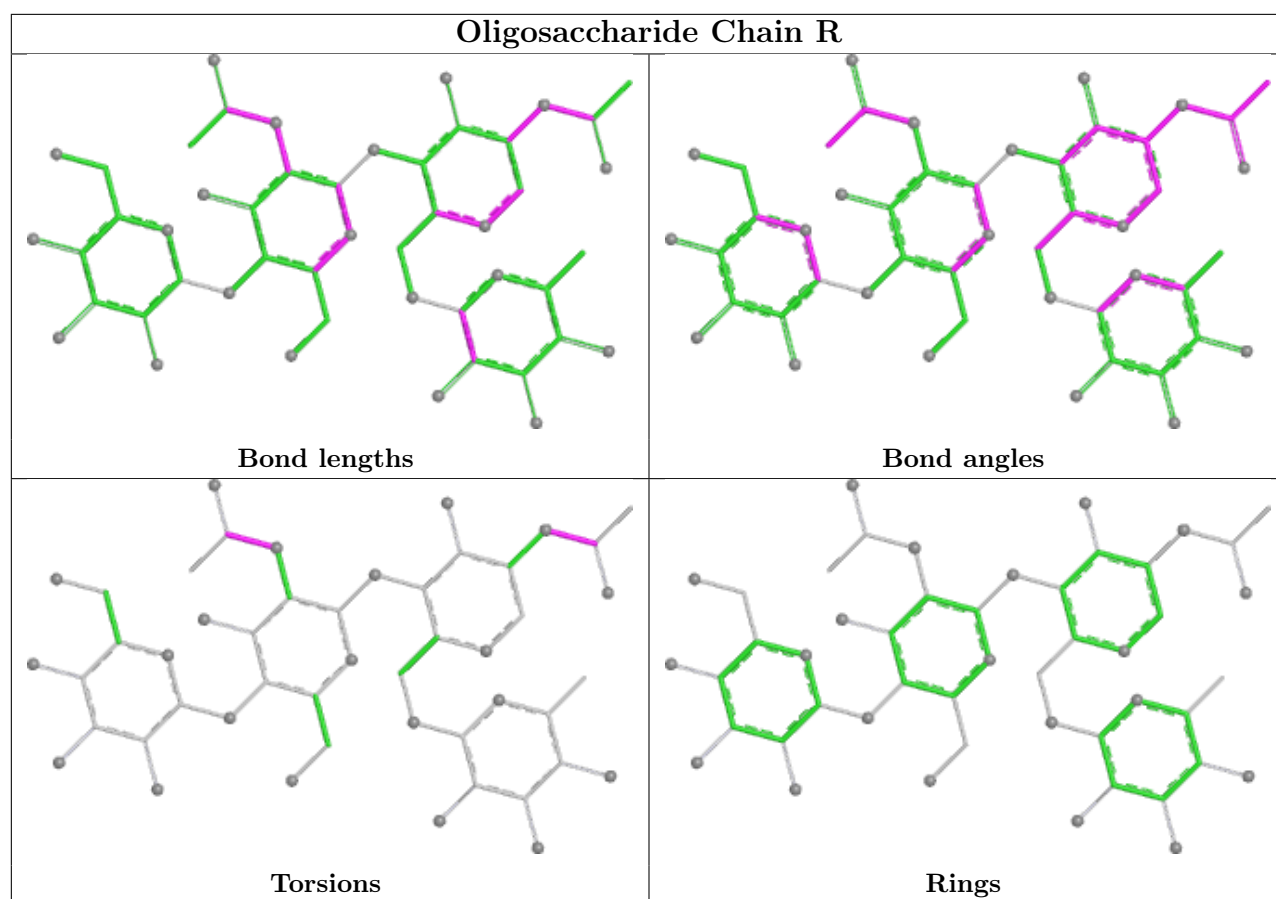 Oligosaccharide Chain R
Bond lengths
Bond angles
Torsions
Rings